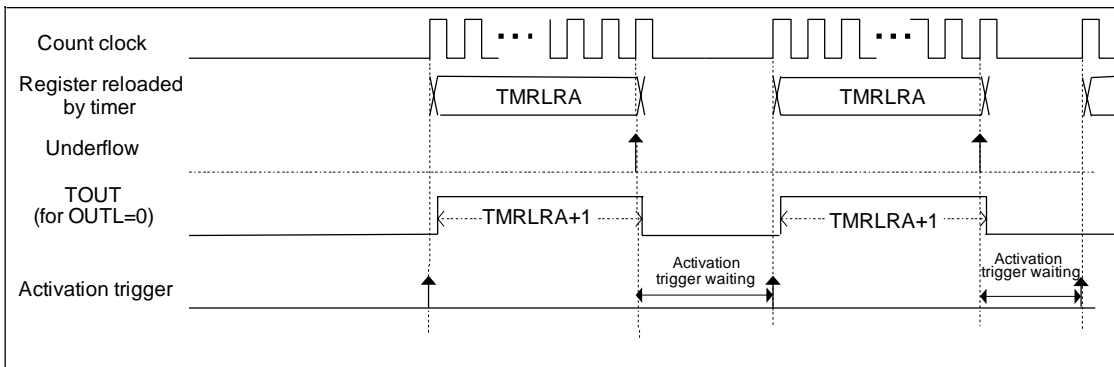 Count clock
Register reloaded
by timer
TMRLRA
TMRLRA
Underflow
TOUT
(for OUTL=0)
TMRLRA+1
TMRLRA+1
Activation
trigger waiting
Activation
trigger waiting
Activation trigger